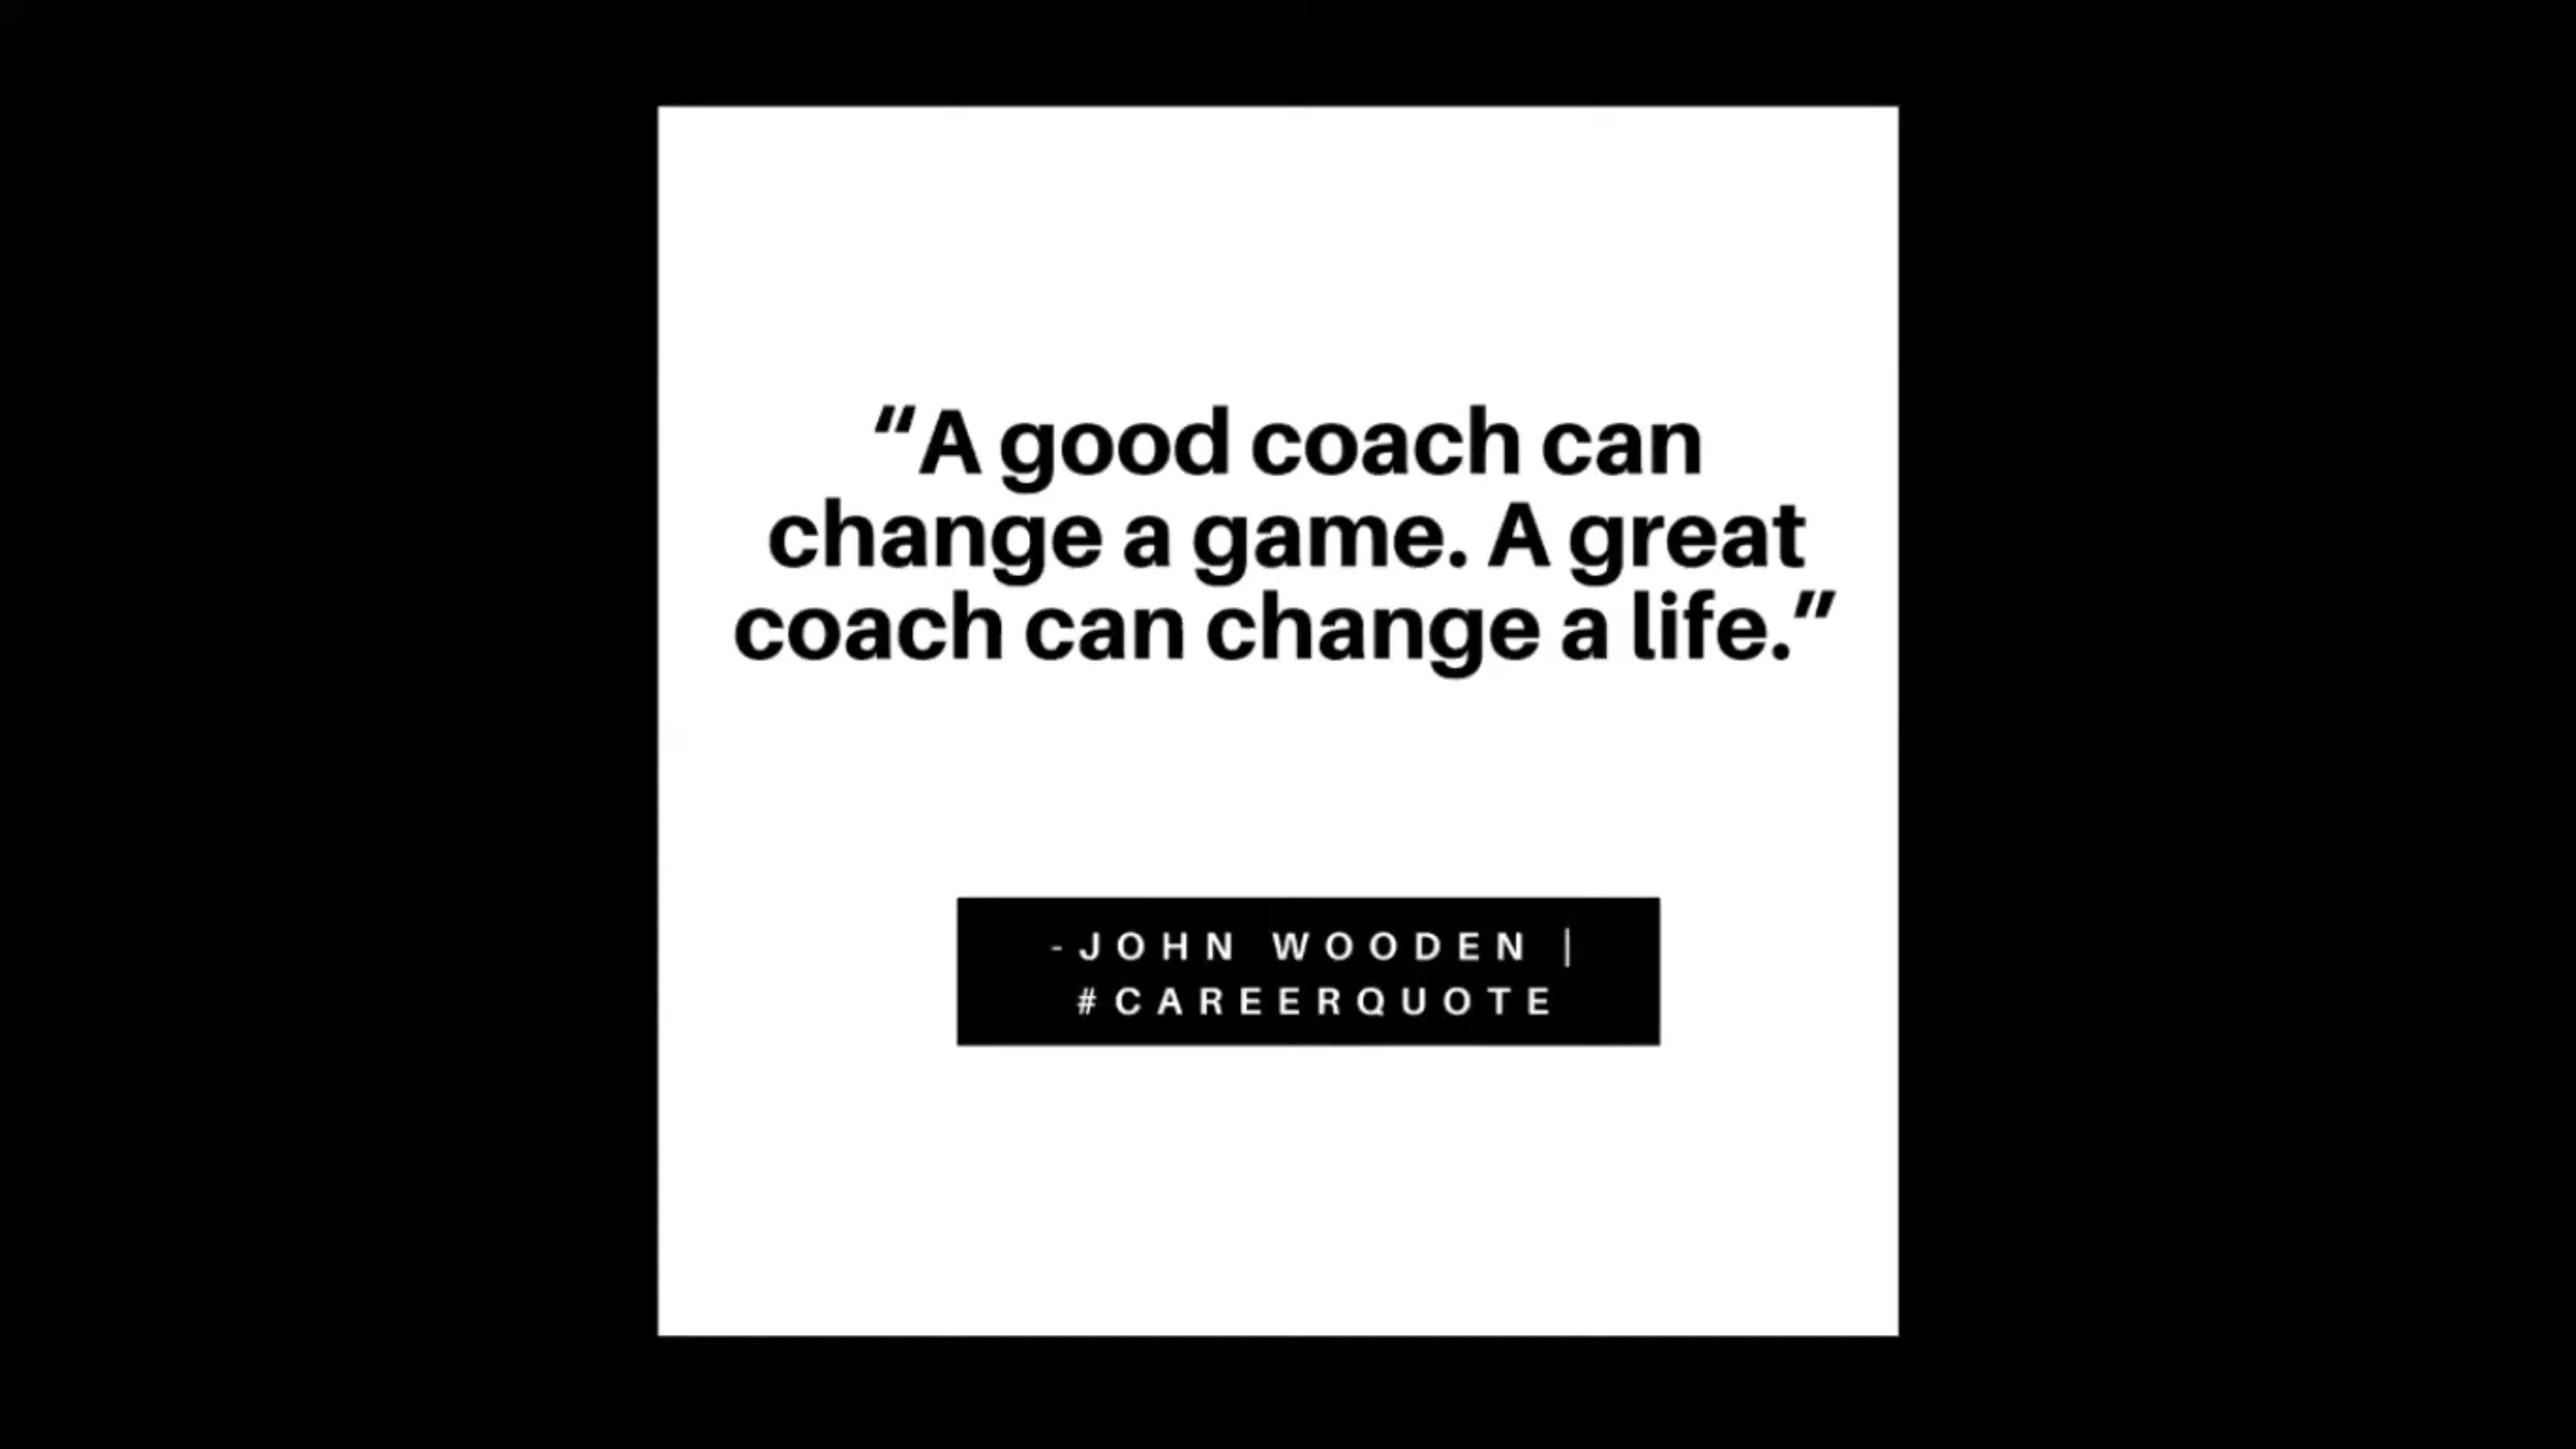 “A good coach can
change a game. A great
coach can change a life.”
-JOHN WOODEN |
#CAREERQUOTE